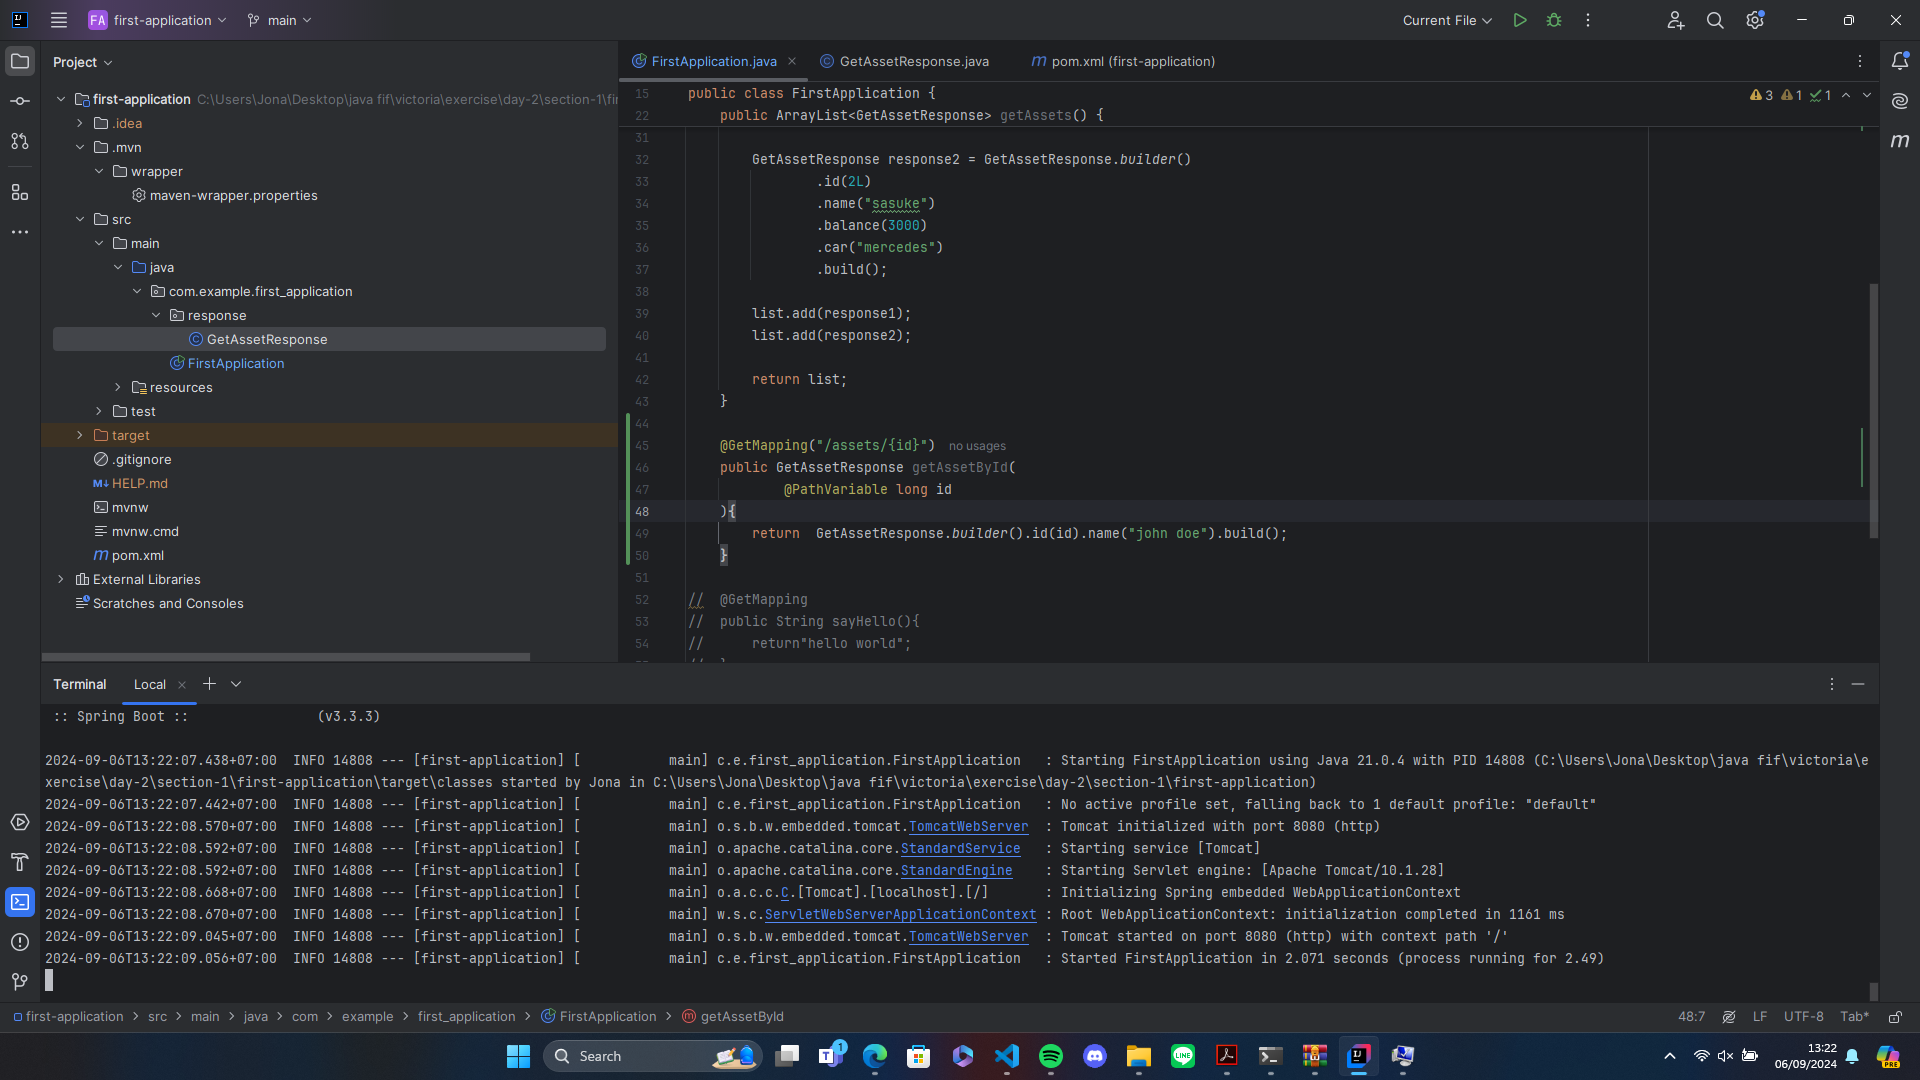 FA first-application main Current File
Project
first-application C:\Users\Jona\Desktop\java fif\victoria\exercise\day-2\section-1\fi
.idea
.mvn
wrapper
maven-wrapper.properties
src
main
java
com.example.first_application
response
GetAssetResponse
FirstApplication
resources
test
target
.gitignore
HELP.md
mvnw
mvnw.cmd
pom.xml
External Libraries
Scratches and Consoles
FirstApplication.java GetAssetResponse.java pom.xml (first-application)
3 1 1
15 public class FirstApplication {
22 public ArrayList<GetAssetResponse> getAssets() {
31
32 GetAssetResponse response2 = GetAssetResponse.builder()
33 .id(2L)
34 .name("sasuke")
35 .balance(3000)
36 .car("mercedes")
37 .build();
38
39 list.add(response1);
40 list.add(response2);
41
42 return list;
43 }
44
45 @GetMapping("/assets/{id}") no usages
46 public GetAssetResponse getAssetById(
47 @PathVariable long id
48 ){
49 return  GetAssetResponse.builder().id(id).name("john doe").build();
50 }
51
52 // @GetMapping
53 // public String sayHello(){
54 // return"hello world";
Terminal Local
:: Spring Boot :: (v3.3.3)
2024-09-06T13:22:07.438+07:00 INFO 14808 --- [first-application] [ main] c.e.first_application.FirstApplication : Starting FirstApplication using Java 21.0.4 with PID 14808 (C:\Users\Jona\Desktop\java fif\victoria\e
xercise\day-2\section-1\first-application\target\classes started by Jona in C:\Users\Jona\Desktop\java fif\victoria\exercise\day-2\section-1\first-application)
2024-09-06T13:22:07.442+07:00 INFO 14808 --- [first-application] [ main] c.e.first_application.FirstApplication : No active profile set, falling back to 1 default profile: "default"
2024-09-06T13:22:08.570+07:00 INFO 14808 --- [first-application] [ main] o.s.b.w.embedded.tomcat.TomcatWebServer : Tomcat initialized with port 8080 (http)
2024-09-06T13:22:08.592+07:00 INFO 14808 --- [first-application] [ main] o.apache.catalina.core.StandardService : Starting service [Tomcat]
2024-09-06T13:22:08.592+07:00 INFO 14808 --- [first-application] [ main] o.apache.catalina.core.StandardEngine : Starting Servlet engine: [Apache Tomcat/10.1.28]
2024-09-06T13:22:08.668+07:00 INFO 14808 --- [first-application] [ main] o.a.c.c.C.[Tomcat].[localhost].[/] : Initializing Spring embedded WebApplicationContext
2024-09-06T13:22:08.670+07:00 INFO 14808 --- [first-application] [ main] w.s.c.ServletWebServerApplicationContext : Root WebApplicationContext: initialization completed in 1161 ms
2024-09-06T13:22:09.045+07:00 INFO 14808 --- [first-application] [ main] o.s.b.w.embedded.tomcat.TomcatWebServer : Tomcat started on port 8080 (http) with context path '/'
2024-09-06T13:22:09.056+07:00 INFO 14808 --- [first-application] [ main] c.e.first_application.FirstApplication : Started FirstApplication in 2.071 seconds (process running for 2.49)
first-application > src > main > java > com > example > first_application > FirstApplication > getAssetById 48:7 LF UTF-8 Tab*
Search 1 13:22
06/09/2024